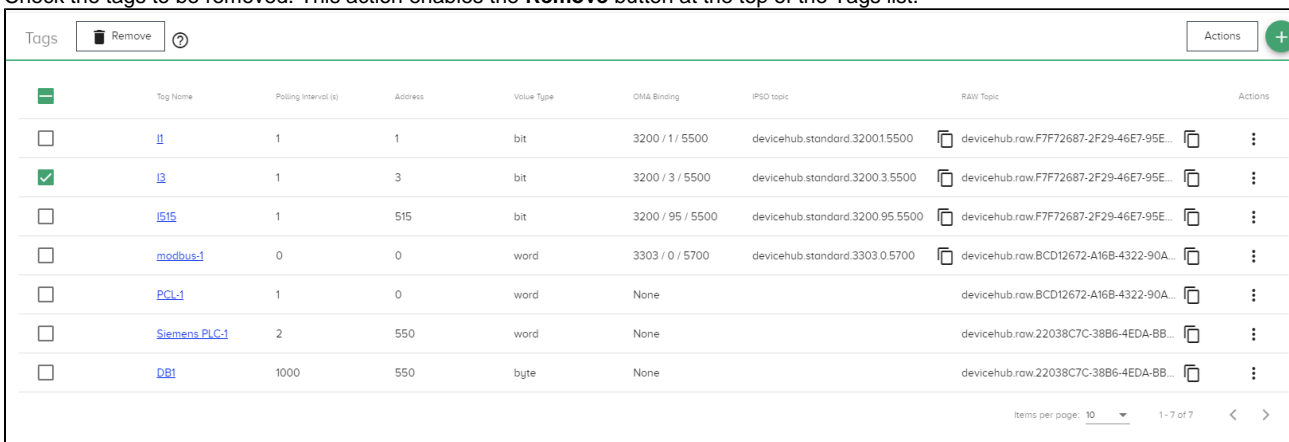 Check the tags to be removed. This action enables the Remove button at the top of the Tags list.
Tags Remove ? Actions +
Tag Name Polling Interval (s) Address Value Type OMA Binding IPSO topic RAW Topic Actions
I1 1 1 bit 3200 / 1 / 5500 devicehub.standard.3200.1.5500 devicehub.raw.F7F72687-2F29-46E7-95E...
I3 1 3 bit 3200 / 3 / 5500 devicehub.standard.3200.3.5500 devicehub.raw.F7F72687-2F29-46E7-95E...
I515 1 515 bit 3200 / 95 / 5500 devicehub.standard.3200.95.5500 devicehub.raw.F7F72687-2F29-46E7-95E...
modbus-1 0 0 word 3303 / 0 / 5700 devicehub.standard.3303.0.5700 devicehub.raw.BCD12672-A16B-4322-90A...
PCL-1 1 0 word None devicehub.raw.BCD12672-A16B-4322-90A...
Siemens PLC-1 2 550 word None devicehub.raw.22038C7C-38B6-4EDA-BB...
DB1 1000 550 byte None devicehub.raw.22038C7C-38B6-4EDA-BB...
Items per page: 10 1 - 7 of 7